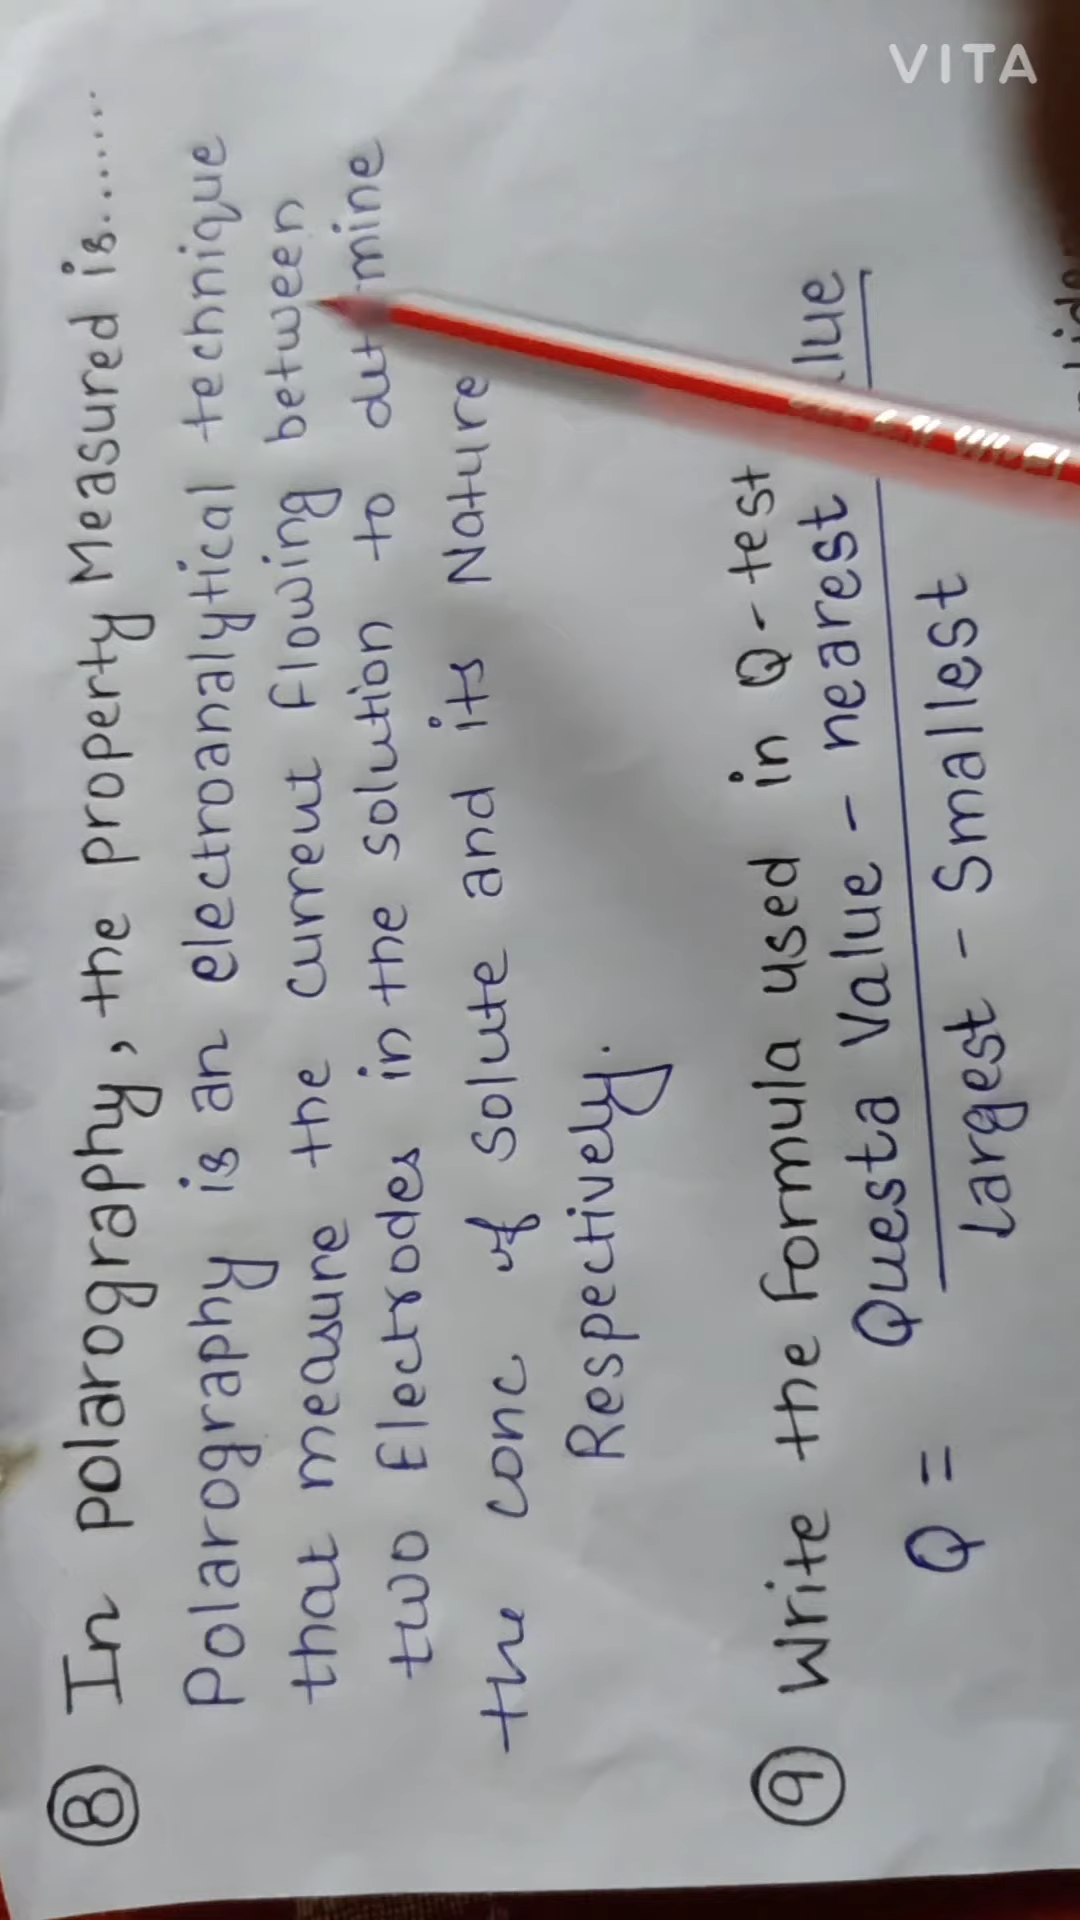 VITA
⑧ In polarography, the property Measured is.......
Polarography is an electroanalytical technique
that measure the current flowing between
two Electrodes in the solution to
the conc of solute and its Nature
Respectively.
⑨ Write the formula used in Q-test
Q = Questa Value - nearest
Largest - Smallest